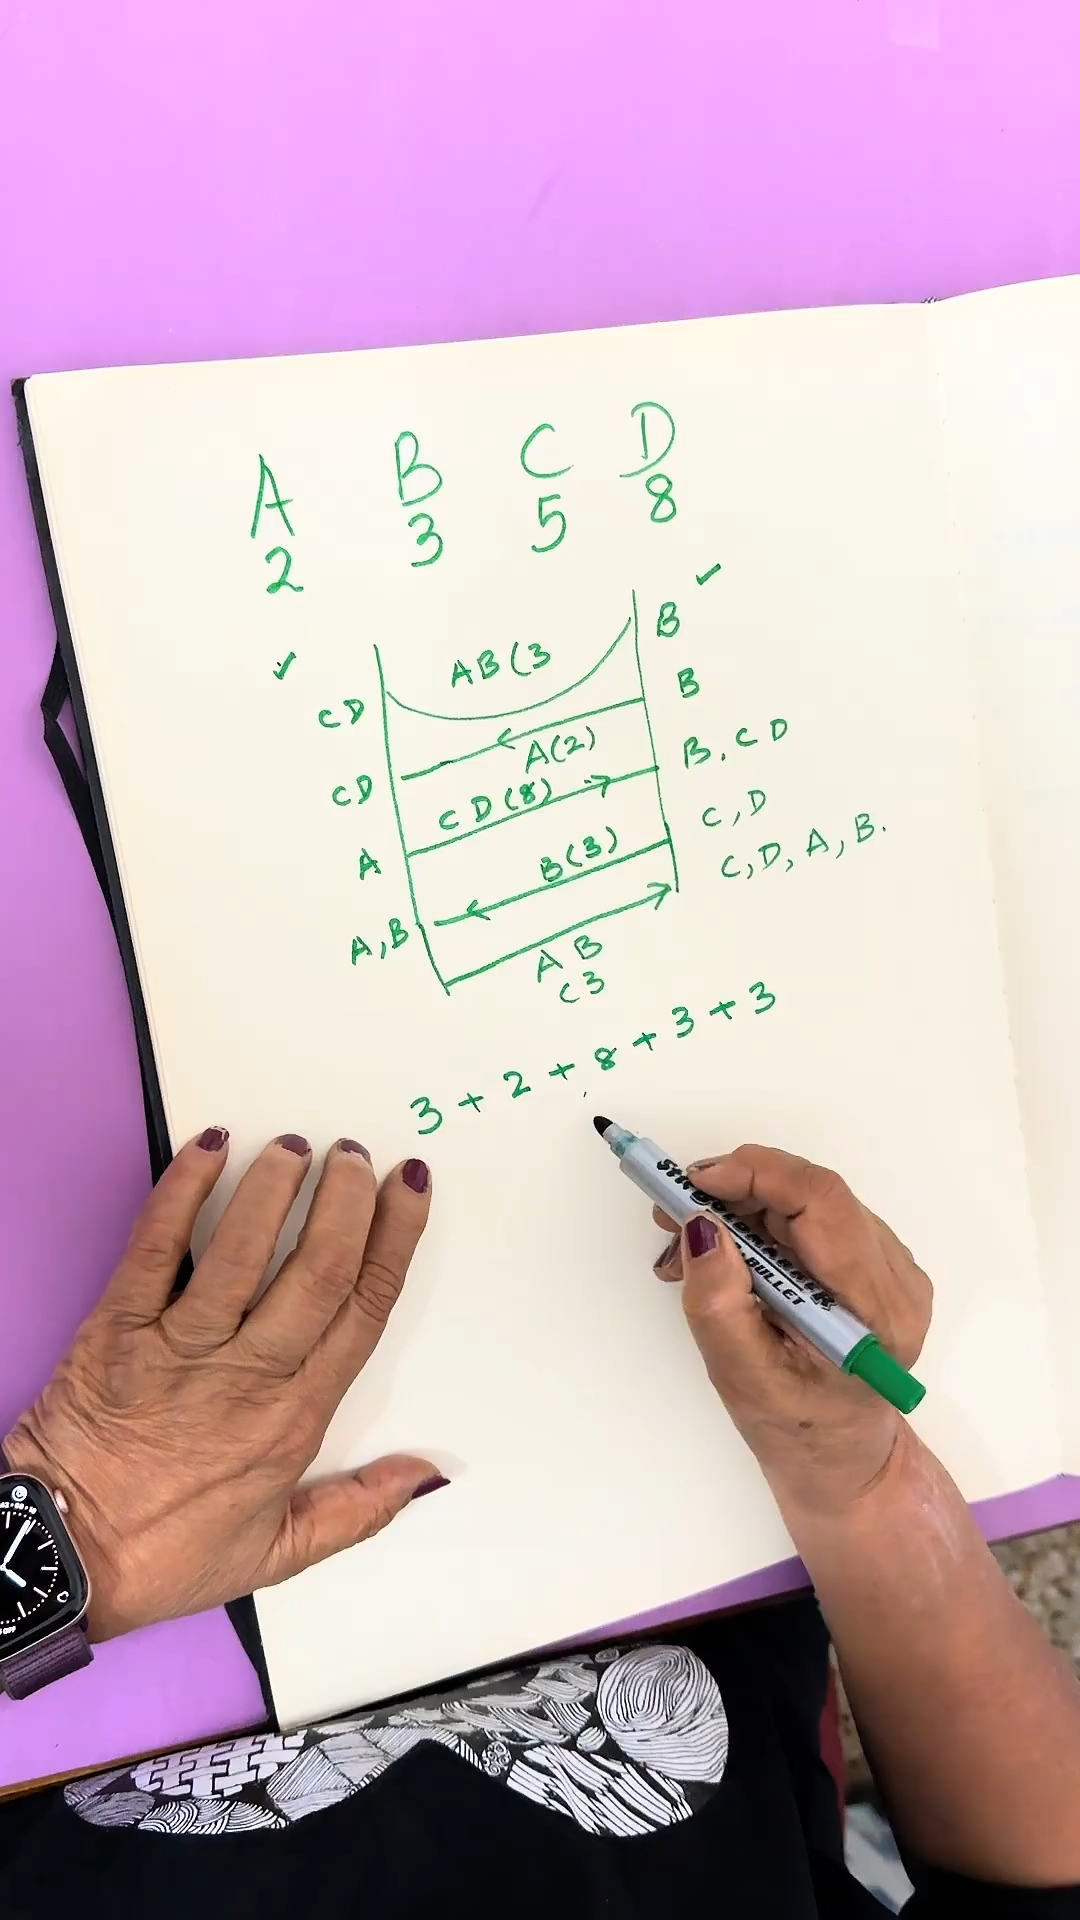 A B C D
2 3 5 8
✓ ✓
AB(3 B
CD B
A(2) B, CD
CD
CD(8) C, D
A B(3) C, D, A, B.
A, B
AB
(3
3 + 2 + 8 + 3 + 3
BULLET